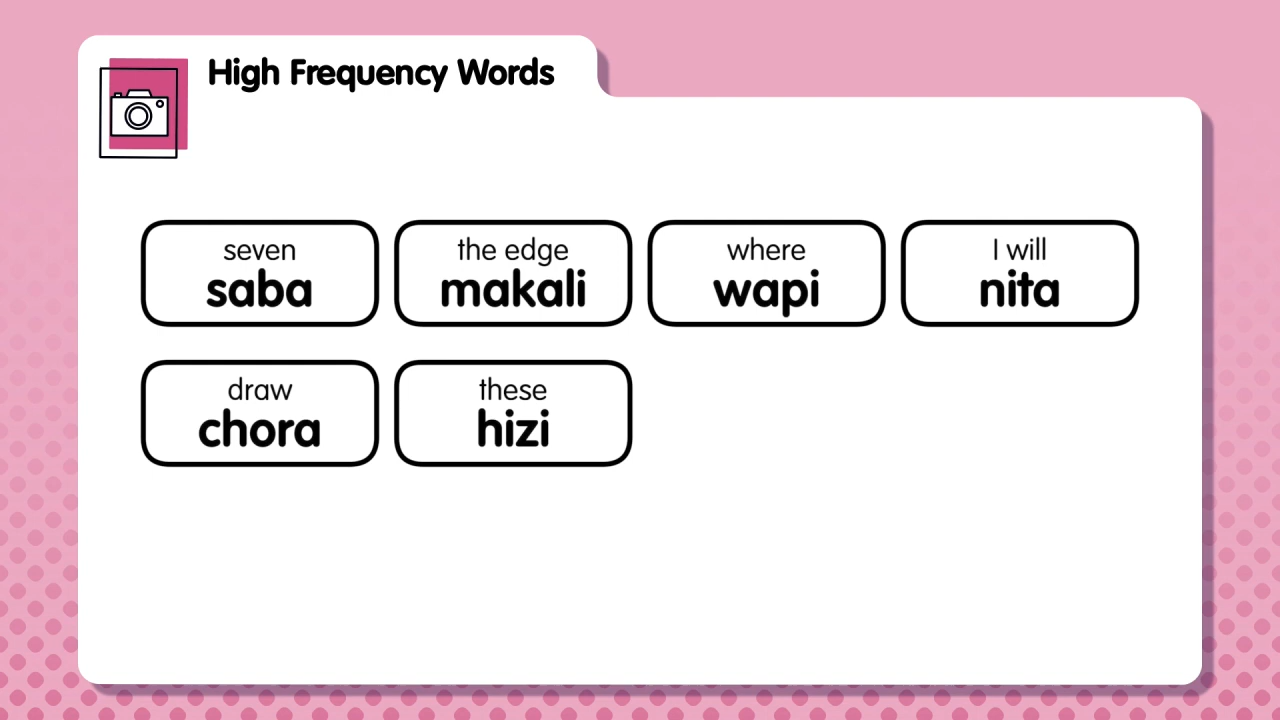 High Frequency Words
seven
saba
the edge
makali
where
wapi
I will
nita
draw
chora
these
hizi